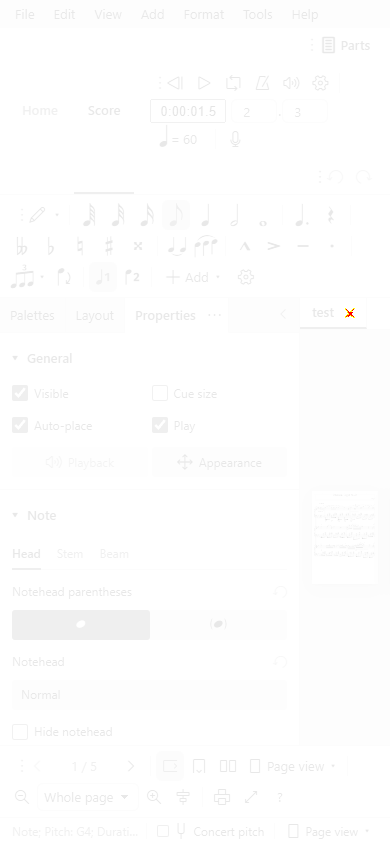 File Edit View Add Format Tools Help
Parts
Home Score 0:00 01.5 2 . 3
= 60
Add
Palettes Layout Properties test
General
Visible Cue size
Auto-place Play
Playback Appearance
Note
Head Stem Beam
Notehead parentheses
Notehead
Normal
Hide notehead
1 / 5 Page view
Whole page ?
Note; Pitch: G4; Durati... Concert pitch Page view